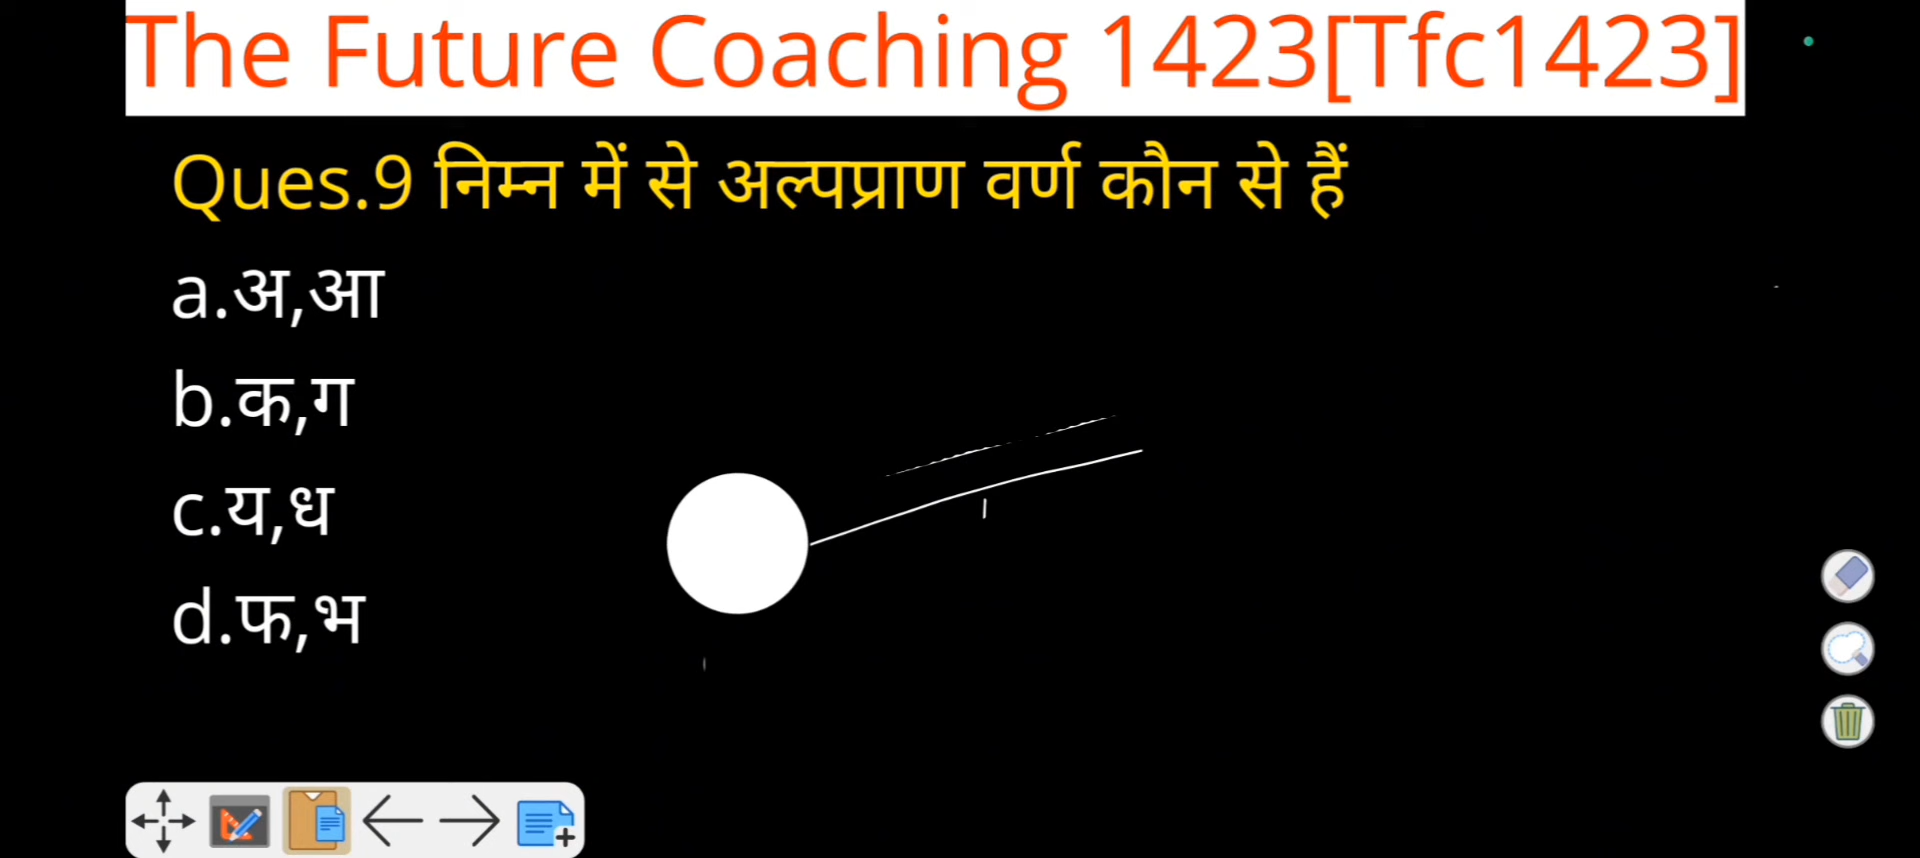 The Future Coaching 1423[Tfc1423]
Ques.9 निम्न में से अल्पप्राण वर्ण कौन से हैं
a.अ,आ
b.क,ग
c.य,ध
d.फ,भ